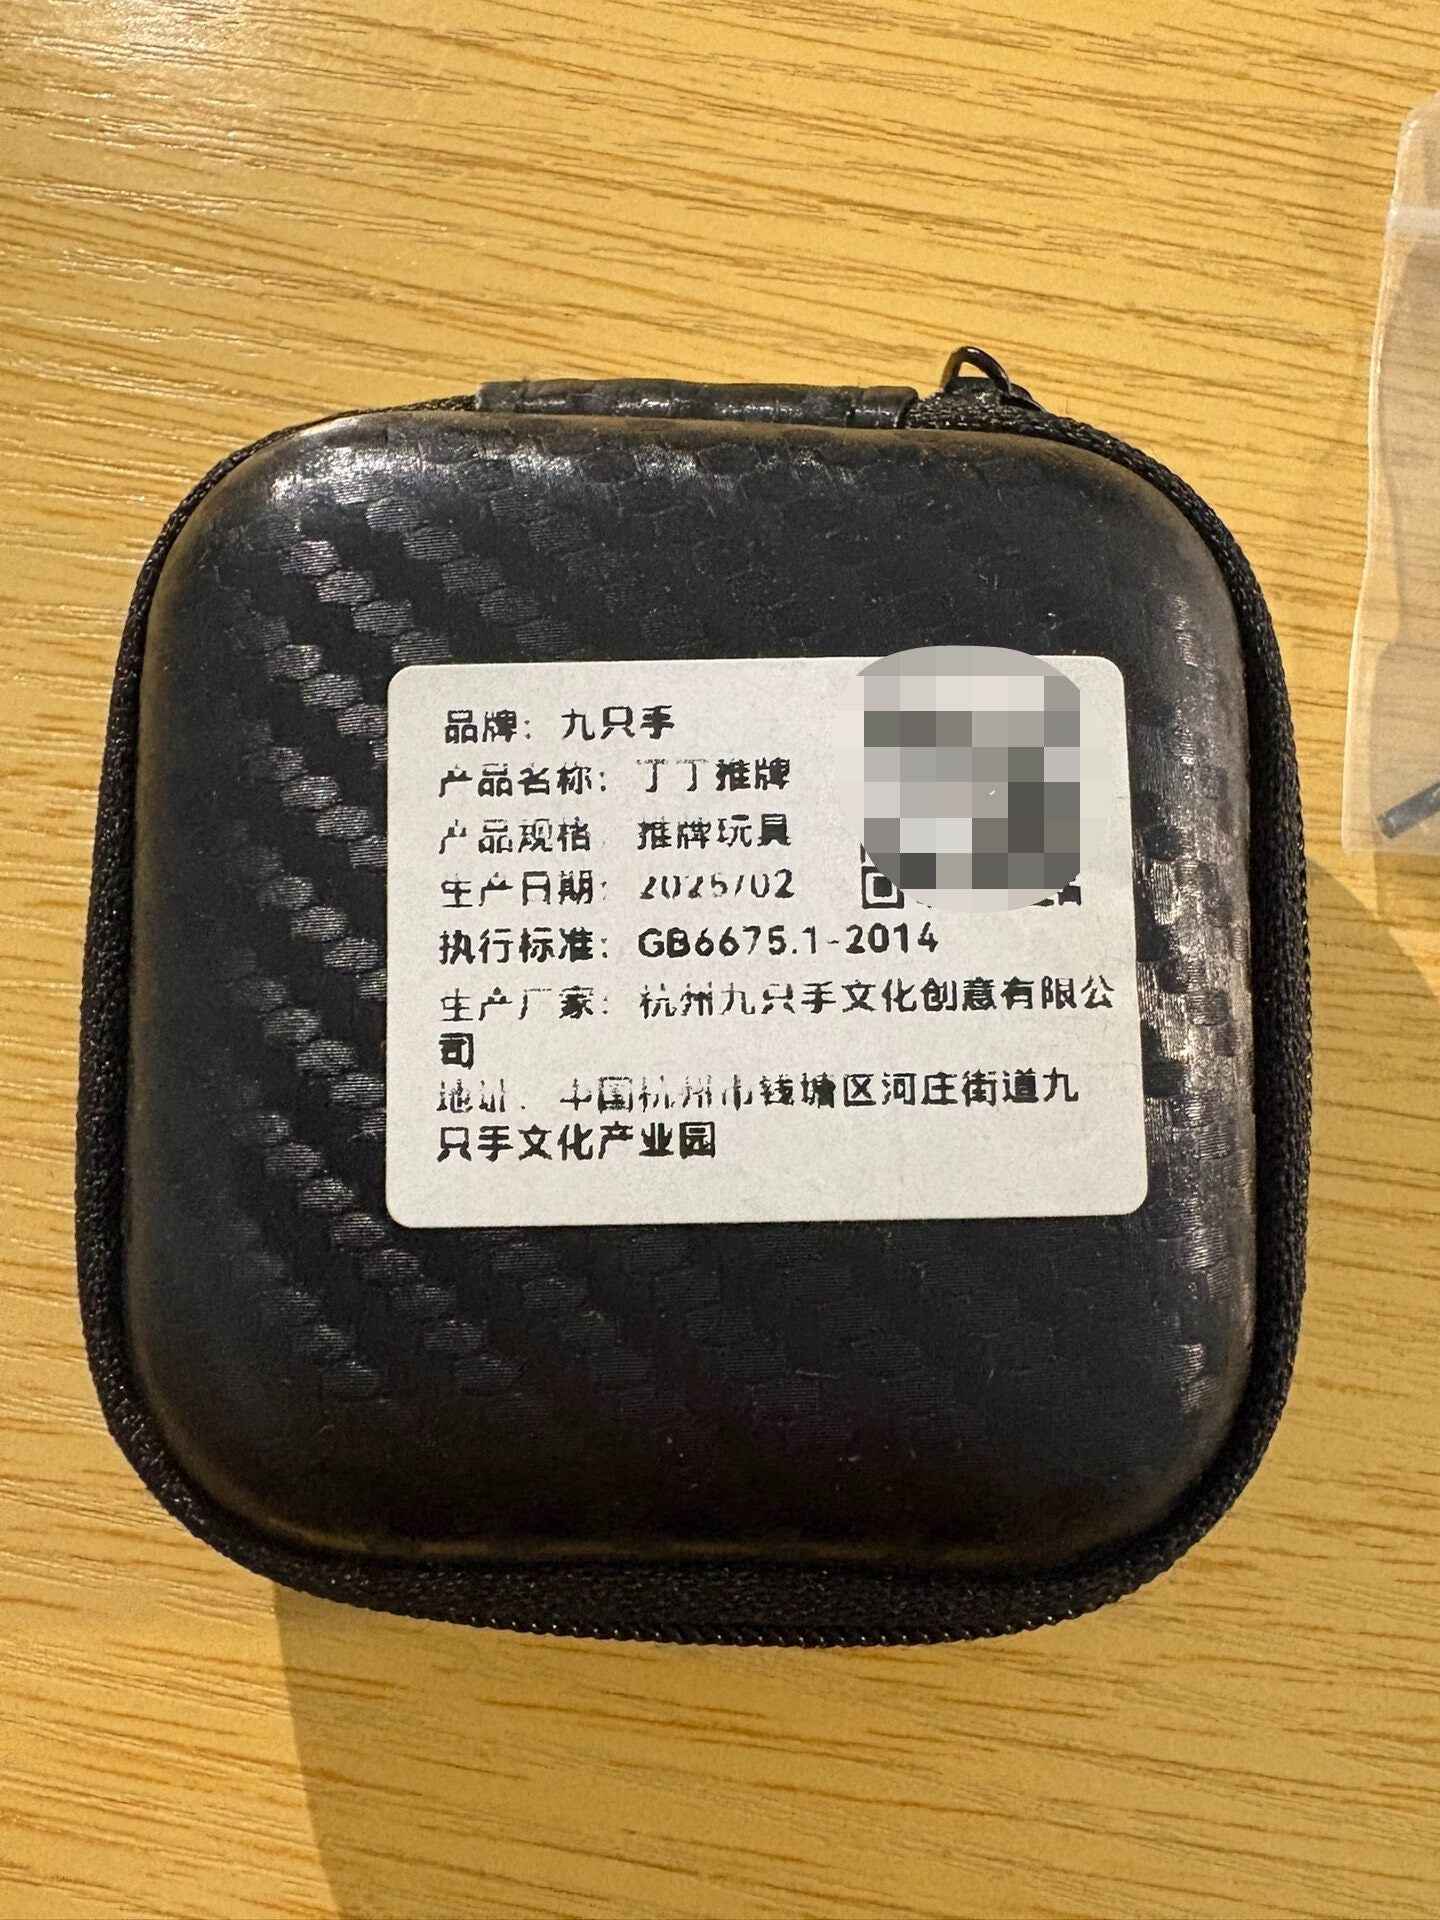 品牌：九只手
产品名称：丁丁推牌
产品规格：推牌玩具
生产日期：2025/02
执行标准：GB6675.1-2014
生产厂家：杭州九只手文化创意有限公
司
地址：中国杭州市钱塘区河庄街道九
只手文化产业园